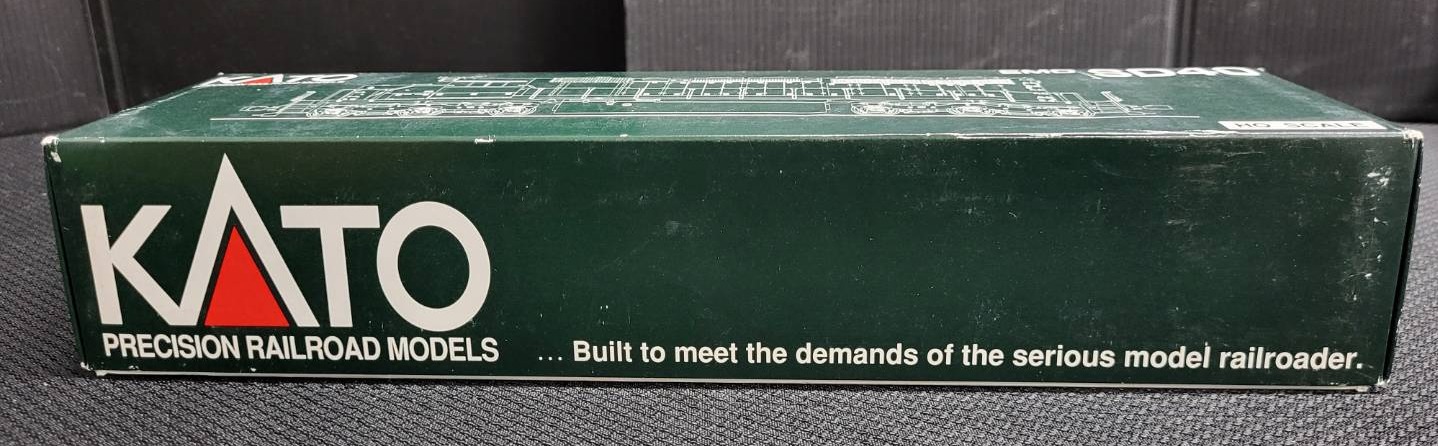 KATO
EMD SD40
HO SCALE
KATO
PRECISION RAILROAD MODELS
... Built to meet the demands of the serious model railroader.